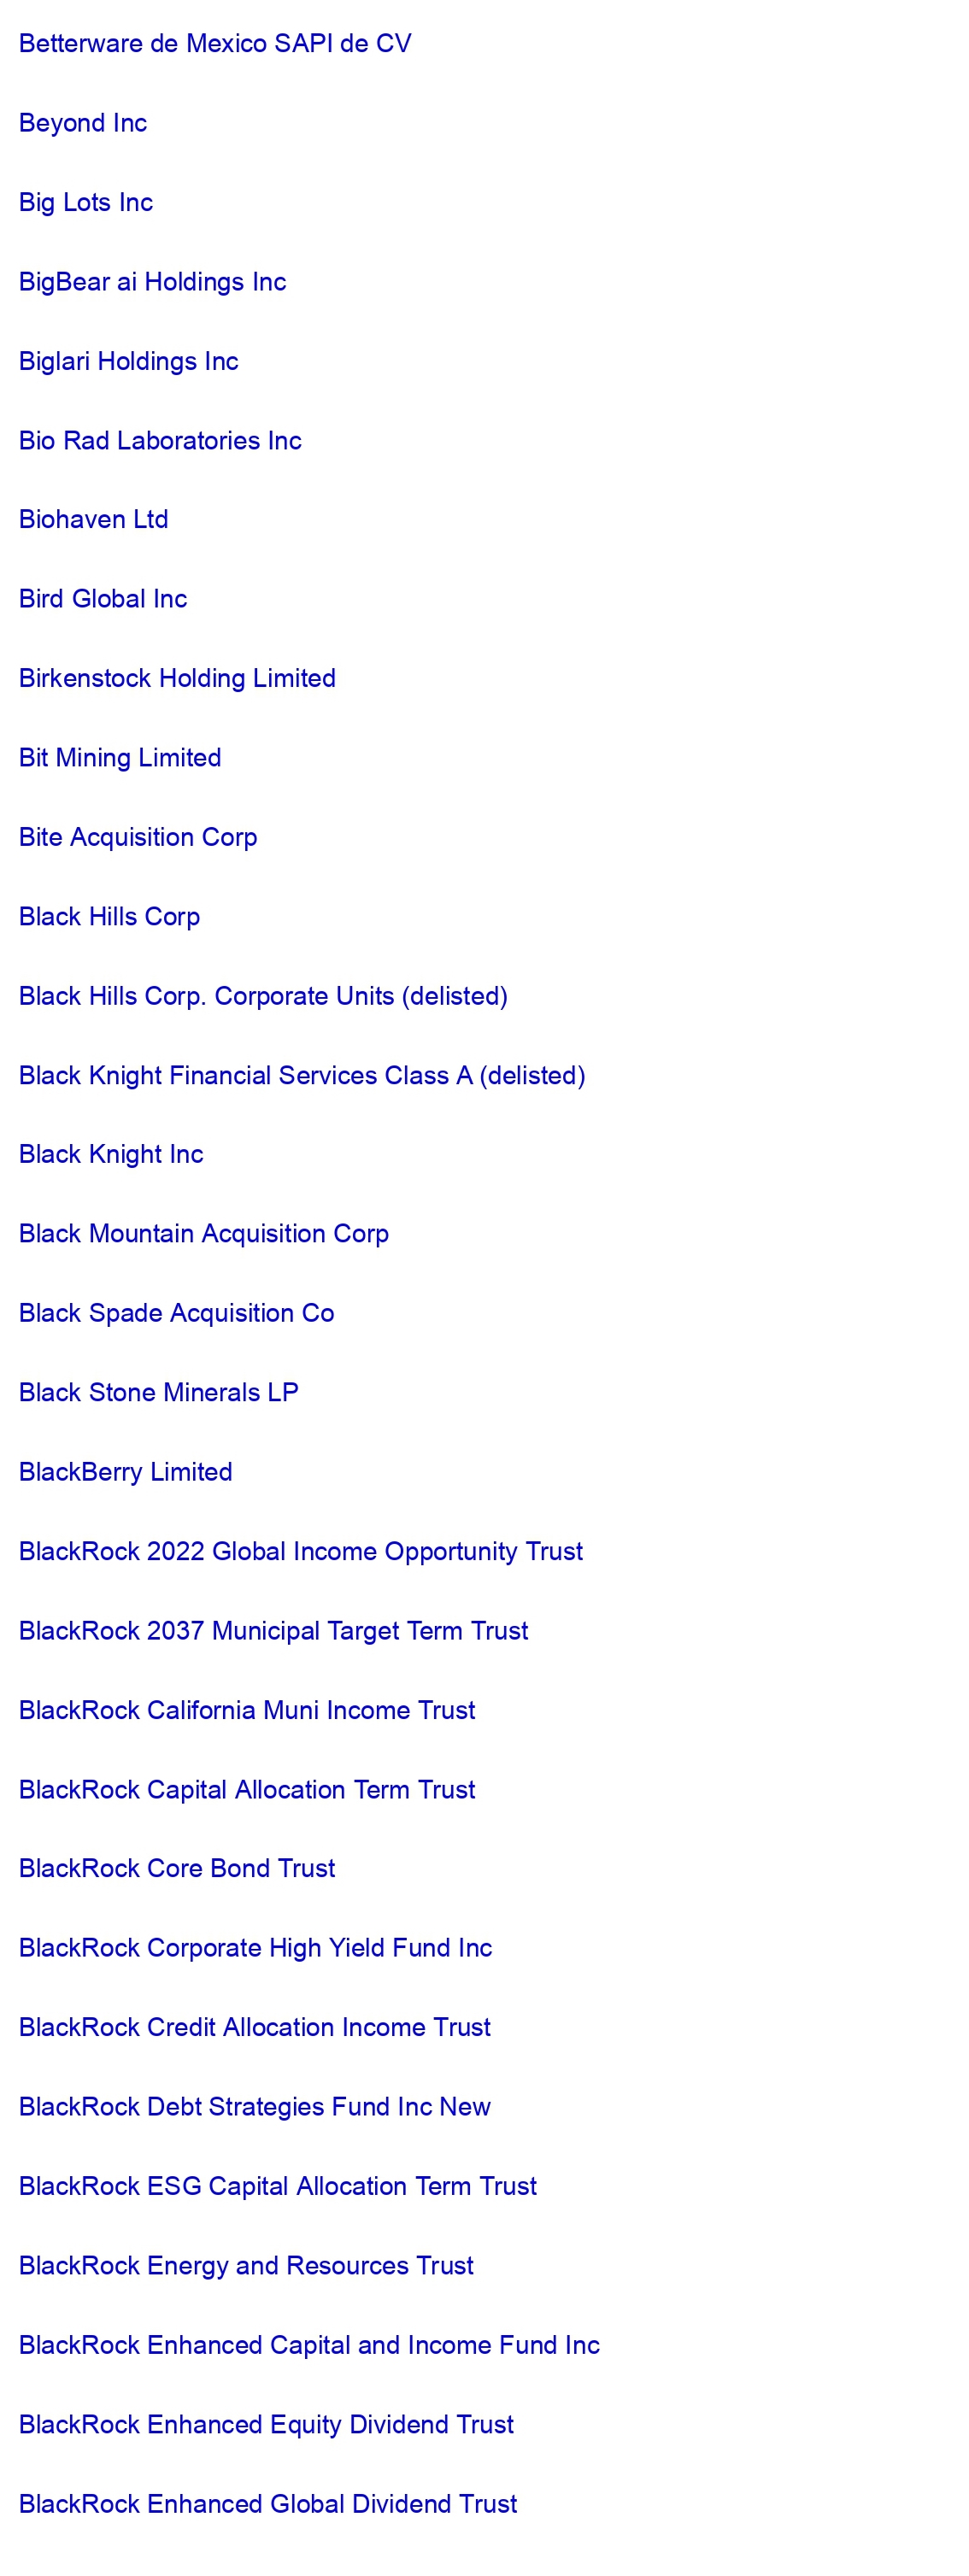 Betterware de Mexico SAPI de CV
Beyond Inc
Big Lots Inc
BigBear ai Holdings Inc
Biglari Holdings Inc
Bio Rad Laboratories Inc
Biohaven Ltd
Bird Global Inc
Birkenstock Holding Limited
Bit Mining Limited
Bite Acquisition Corp
Black Hills Corp
Black Hills Corp. Corporate Units (delisted)
Black Knight Financial Services Class A (delisted)
Black Knight Inc
Black Mountain Acquisition Corp
Black Spade Acquisition Co
Black Stone Minerals LP
BlackBerry Limited
BlackRock 2022 Global Income Opportunity Trust
BlackRock 2037 Municipal Target Term Trust
BlackRock California Muni Income Trust
BlackRock Capital Allocation Term Trust
BlackRock Core Bond Trust
BlackRock Corporate High Yield Fund Inc
BlackRock Credit Allocation Income Trust
BlackRock Debt Strategies Fund Inc New
BlackRock ESG Capital Allocation Term Trust
BlackRock Energy and Resources Trust
BlackRock Enhanced Capital and Income Fund Inc
BlackRock Enhanced Equity Dividend Trust
BlackRock Enhanced Global Dividend Trust